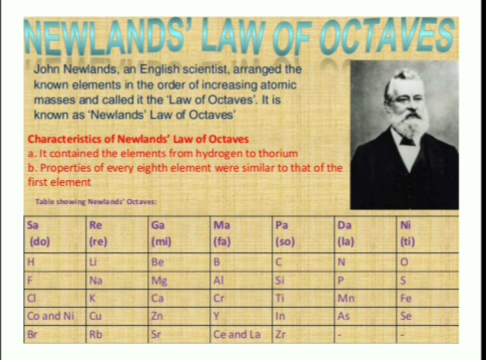 NEWLANDS' LAW OF OCTAVES
John Newlands, an English scientist, arranged the
known elements in the order of increasing atomic
masses and called it the 'Law of Octaves'. It is
known as 'Newlands' Law of Octaves'
Characteristics of Newlands' Law of Octaves
a. It contained the elements from hydrogen to thorium
b. Properties of every eighth element were similar to that of the
first element
Table showing Newlands' Octaves:
Sa Re Ga Ma Pa Da Ni
(do) (re) (mi) (fa) (so) (la) (ti)
H Li Be B C N O
F Na Mg Al Si P S
Cl K Ca Cr Ti Mn Fe
Co and Ni Cu Zn Y In As Se
Br Rb Sr Ce and La Zr - -